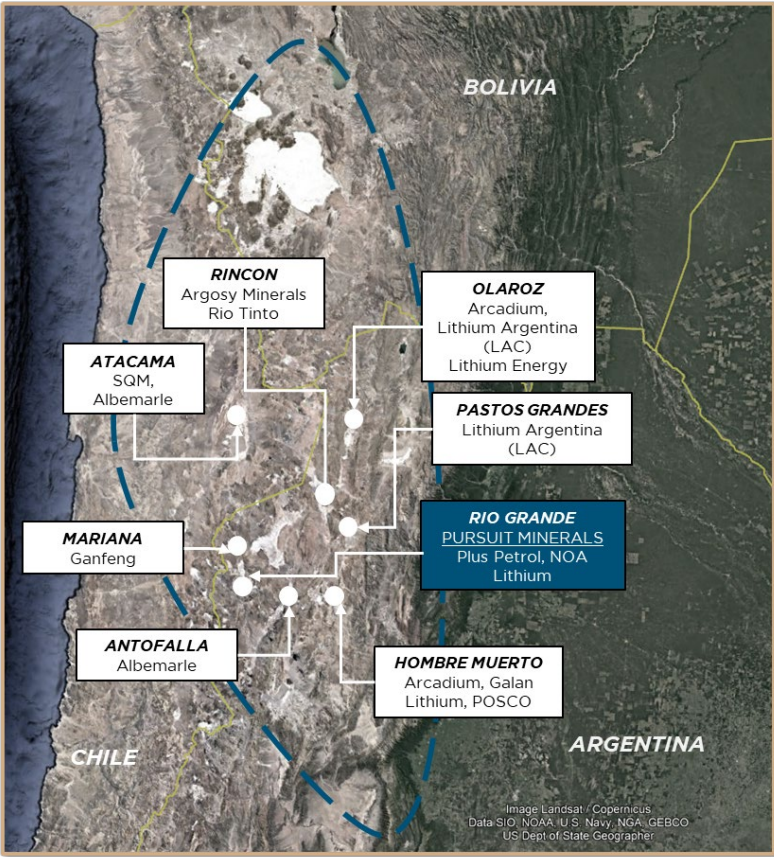 BOLIVIA
RINCON
Argosy Minerals
Rio Tinto
OLAROZ
Arcadium,
Lithium Argentina
(LAC)
Lithium Energy
ATACAMA
SQM,
Albemarle
PASTOS GRANDES
Lithium Argentina
(LAC)
RIO GRANDE
PURSUIT MINERALS
Plus Petrol, NOA
Lithium
MARIANA
Ganfeng
ANTOFALLA
Albemarle
HOMBRE MUERTO
Arcadium, Galan
Lithium, POSCO
CHILE
ARGENTINA
Image Landsat / Copernicus
Data SIO, NOAA, U.S. Navy, NGA, GEBCO
US Dept of State Geographer